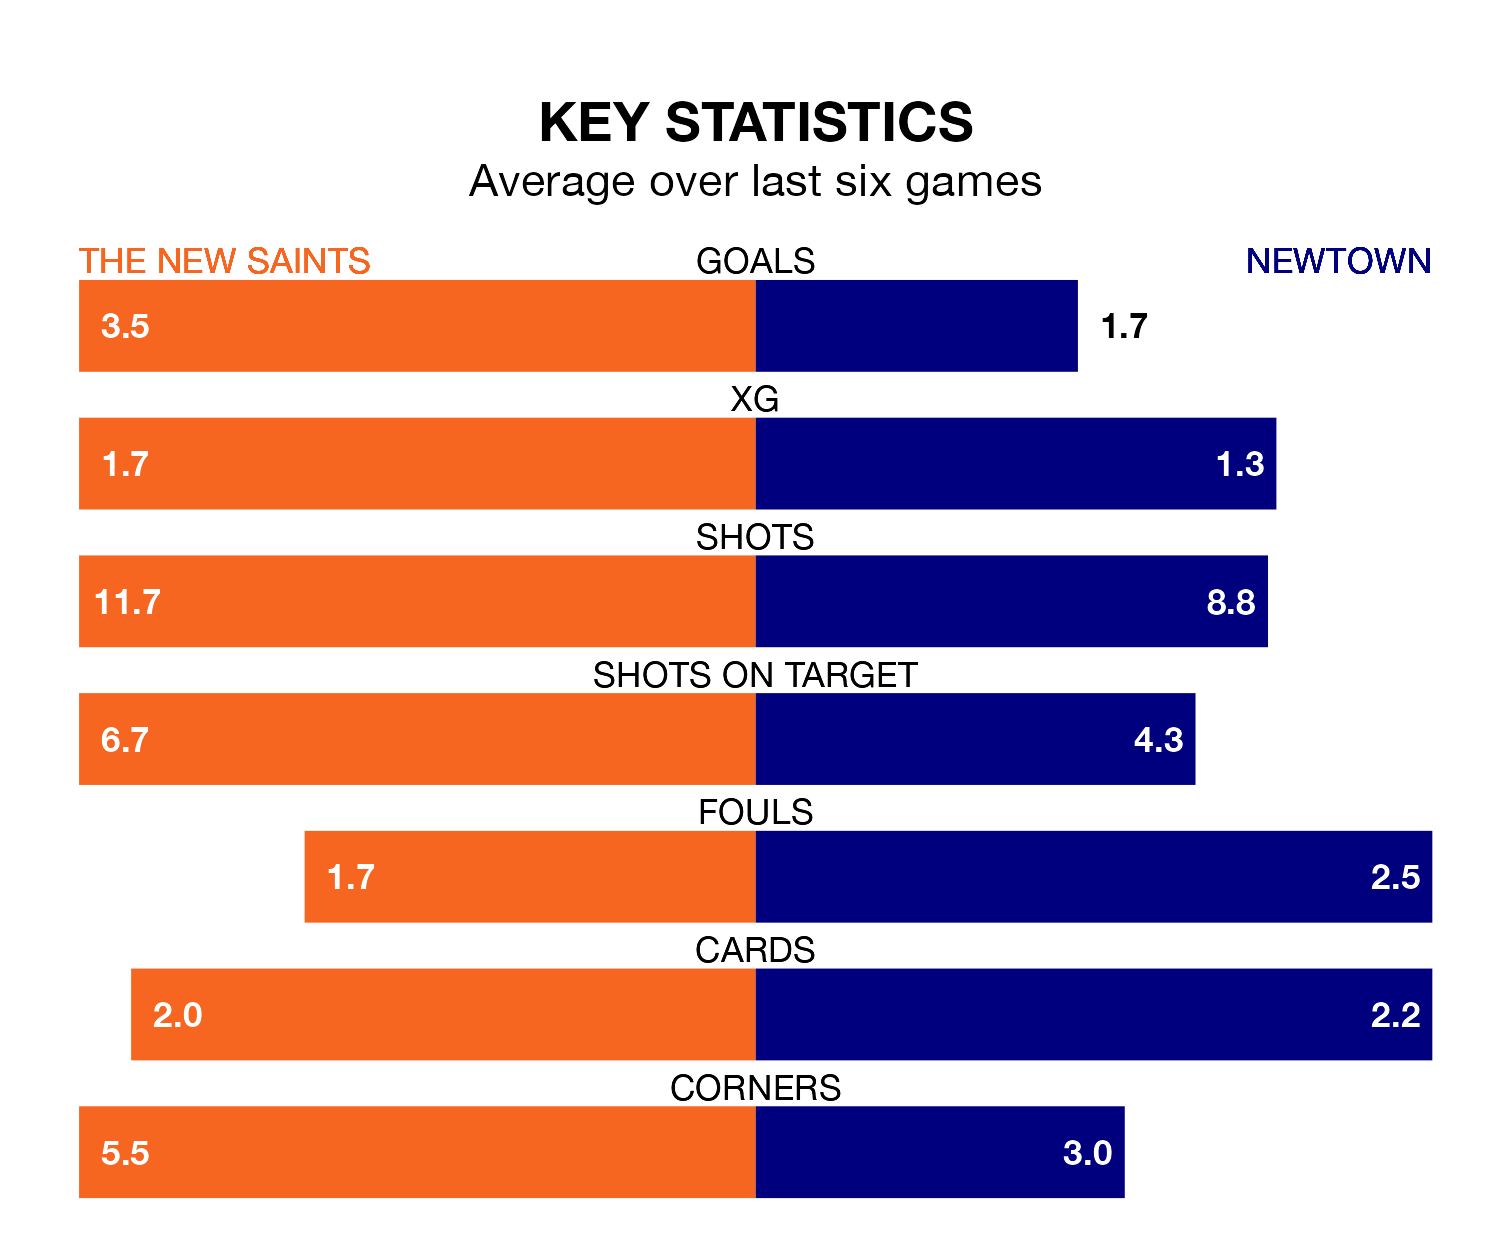 KEY STATISTICS
Average over last six games
THE NEW SAINTS GOALS NEWTOWN
3.5 1.7
XG
1.7 1.3
SHOTS
11.7 8.8
SHOTS ON TARGET
6.7 4.3
FOULS
1.7 2.5
CARDS
2.0 2.2
CORNERS
5.5 3.0